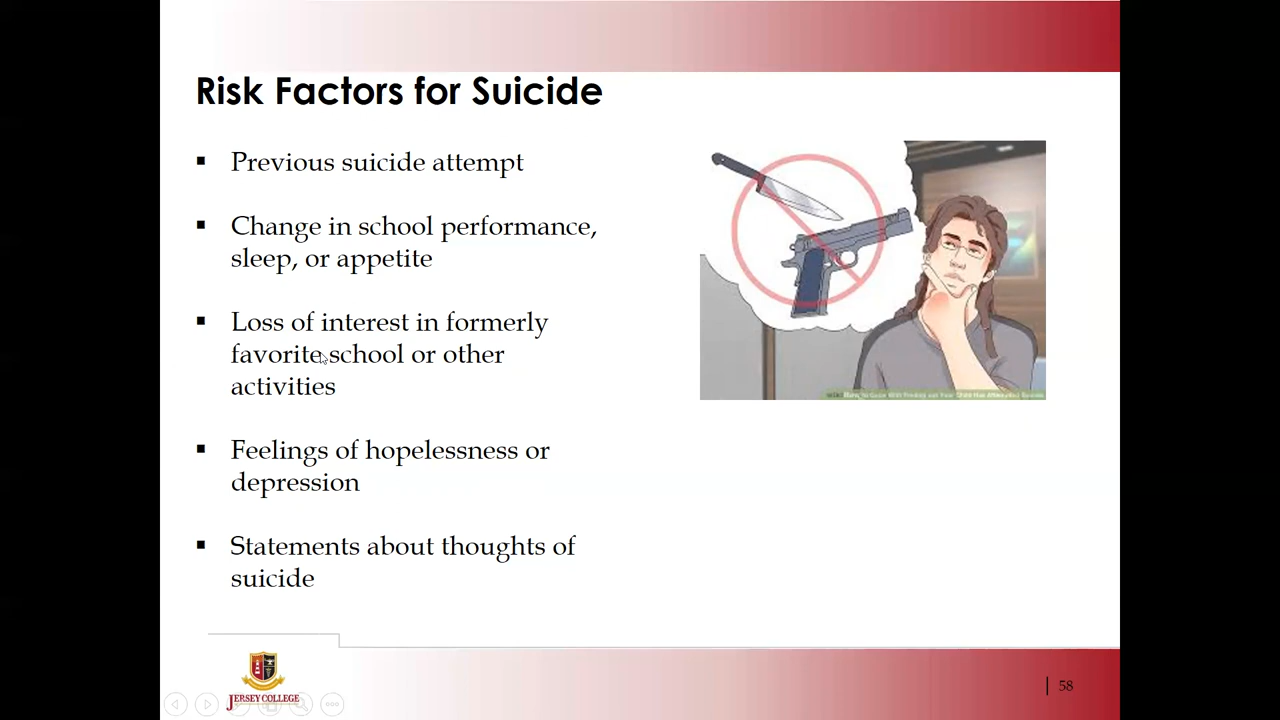 Risk Factors for Suicide
▪ Previous suicide attempt
▪ Change in school performance,
sleep, or appetite
▪ Loss of interest in formerly
favorite school or other
activities
▪ Feelings of hopelessness or
depression
▪ Statements about thoughts of
suicide
JERSEY COLLEGE
58